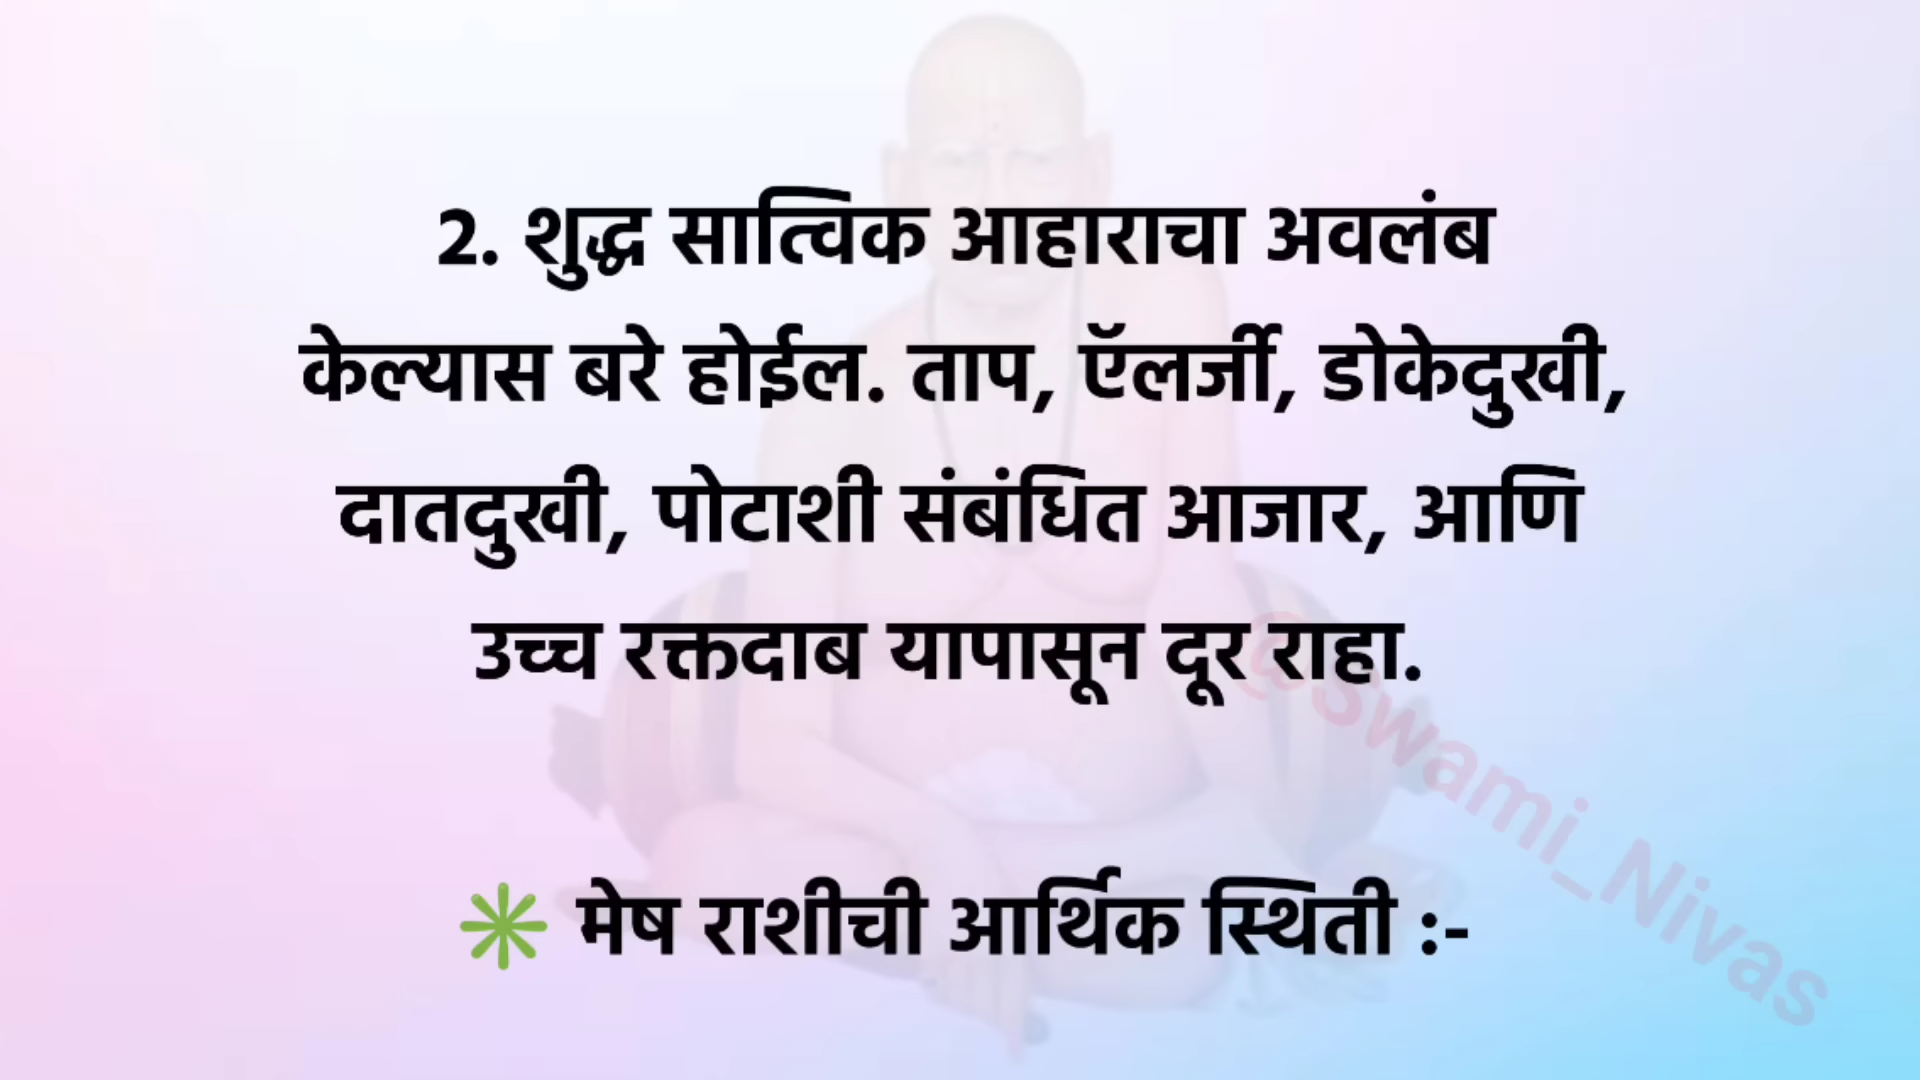 2. शुद्ध सात्विक आहाराचा अवलंब
केल्यास बरे होईल. ताप, ऍलर्जी, डोकेदुखी,
दातदुखी, पोटाशी संबंधित आजार, आणि
उच्च रक्तदाब यापासून दूर राहा.
@Swami_Nivas
✳️ मेष राशीची आर्थिक स्थिती :-